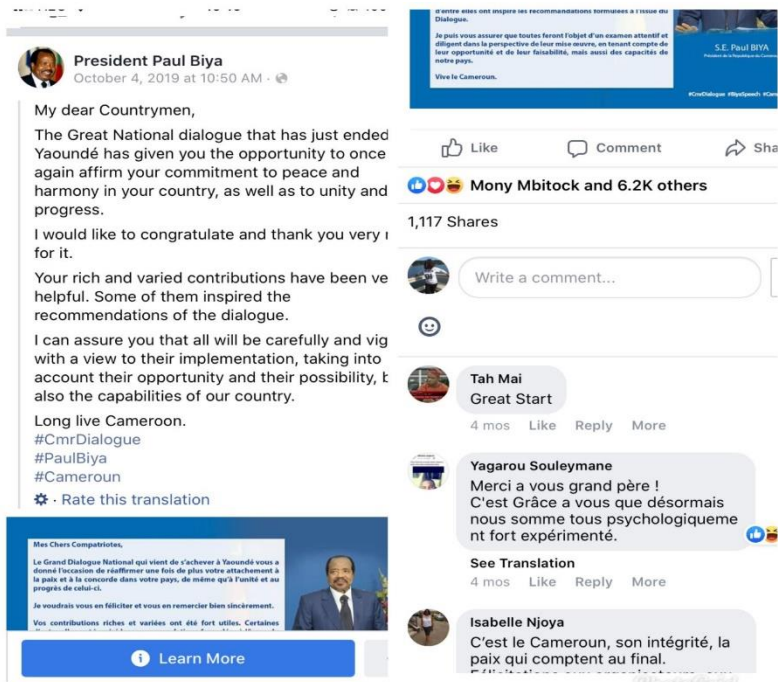 President Paul Biya
October 4, 2019 at 10:50 AM ·
My dear Countrymen,
The Great National dialogue that has just ended
Yaoundé has given you the opportunity to once
again affirm your commitment to peace and
harmony in your country, as well as to unity and
progress.
I would like to congratulate and thank you very
for it.
Your rich and varied contributions have been ve
helpful. Some of them inspired the
recommendations of the dialogue.
I can assure you that all will be carefully and vig
with a view to their implementation, taking into
account their opportunity and their possibility, b
also the capabilities of our country.
Long live Cameroon.
#CmrDialogue
#PaulBiya
#Cameroun
· Rate this translation
Mes Chers Compatriotes,
Le Grand Dialogue National qui vient de s'achever à Yaoundé vous a
donné l'occasion de réaffirmer une fois de plus votre attachement à
la paix et à la concorde dans votre pays, de même qu'à l'unité et au
progrès de celui-ci.
Je voudrais vous en féliciter et vous en remercier bien sincèrement.
Vos contributions riches et variées ont été fort utiles. Certaines
Learn More
d'entre elles ont inspiré les recommandations formulées à l'issue du
Dialogue.
Je puis vous assurer que toutes feront l'objet d'un examen attentif et
diligent dans la perspective de leur mise œuvre, en tenant compte de
leur opportunité et de leur faisabilité, mais aussi des capacités de
notre pays.
Vive le Cameroun.
S.E. Paul BIYA
Président de la République du Cameroun
#CmrDialogue #BiyaSpeech #Cam
Like
Comment
Sha
Mony Mbitock and 6.2K others
1,117 Shares
Write a comment...
Tah Mai
Great Start
4 mos Like Reply More
Yagarou Souleymane
Merci a vous grand père !
C'est Grâce a vous que désormais
nous somme tous psychologiqueme
nt fort expérimenté.
See Translation
4 mos Like Reply More
Isabelle Njoya
C'est le Cameroun, son intégrité, la
paix qui comptent au final.